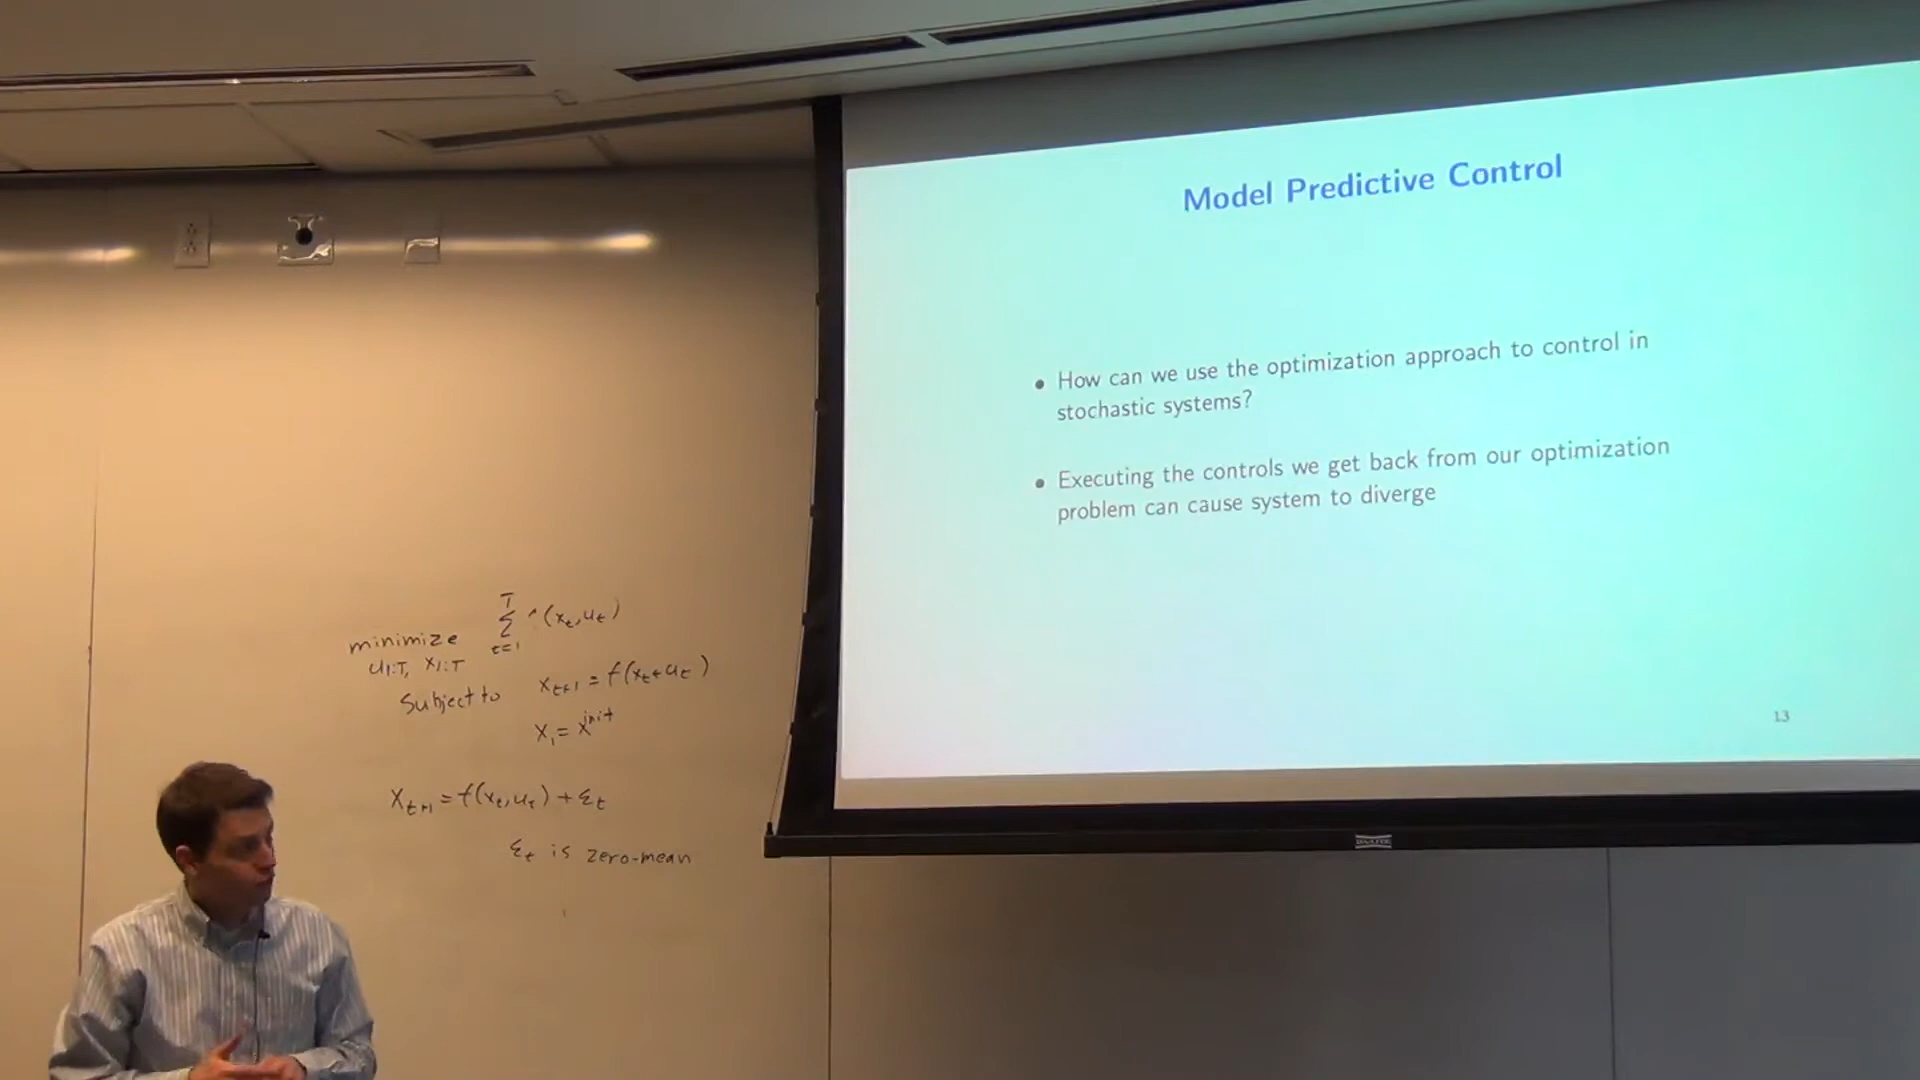 Model Predictive Control
• How can we use the optimization approach to control in
stochastic systems?
• Executing the controls we get back from our optimization
problem can cause system to diverge
13
minimize Σ (xₜ,uₜ)
T
t=1
u1:T, x1:T
Subject to xₜ₊₁ = f(xₜ+uₜ)
x₁ = x^init
xₜ₊₁ = f(xₜ,uₜ) + εₜ
εₜ is zero-mean